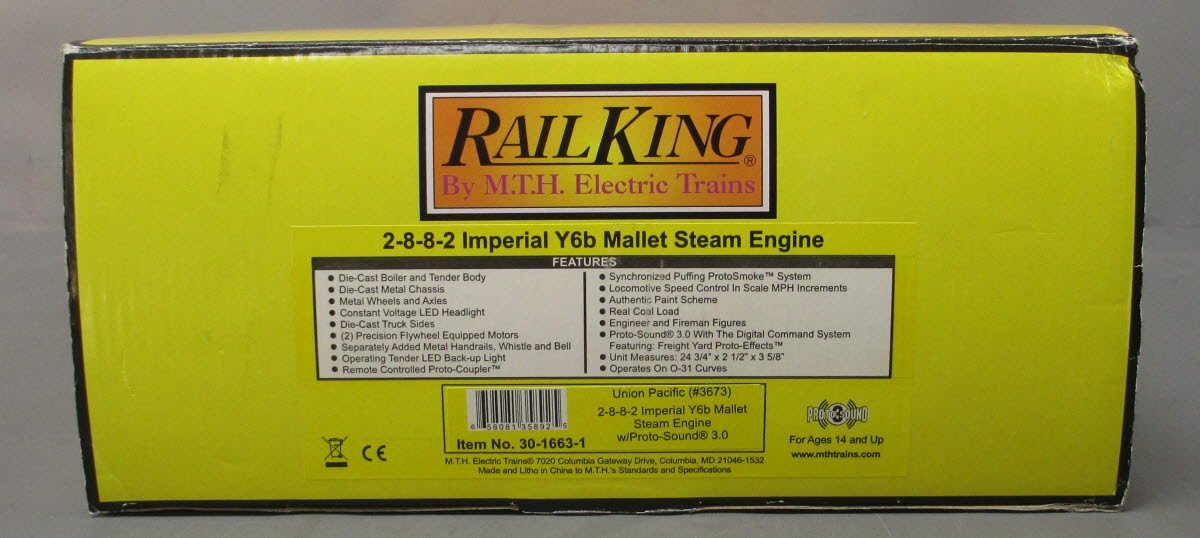 RAILKING®
By M.T.H. Electric Trains
2-8-8-2 Imperial Y6b Mallet Steam Engine
FEATURES
● Die-Cast Boiler and Tender Body
● Die-Cast Metal Chassis
● Metal Wheels and Axles
● Constant Voltage LED Headlight
● Die-Cast Truck Sides
● (2) Precision Flywheel Equipped Motors
● Separately Added Metal Handrails, Whistle and Bell
● Operating Tender LED Back-up Light
● Remote Controlled Proto-Coupler™
● Synchronized Puffing ProtoSmoke™ System
● Locomotive Speed Control In Scale MPH Increments
● Authentic Paint Scheme
● Real Coal Load
● Engineer and Fireman Figures
● Proto-Sound® 3.0 With The Digital Command System
Featuring: Freight Yard Proto-Effects™
● Unit Measures: 24 3/4" x 2 1/2" x 3 5/8"
● Operates On O-31 Curves
6 58081 35892 5
Item No. 30-1663-1
Union Pacific (#3673)
2-8-8-2 Imperial Y6b Mallet
Steam Engine
w/Proto-Sound® 3.0
PROTO3SOUND
For Ages 14 and Up
www.mthtrains.com
CE
M.T.H. Electric Trains® 7020 Columbia Gateway Drive, Columbia, MD 21046-1532
Made and Litho in China to M.T.H.'s Standards and Specifications